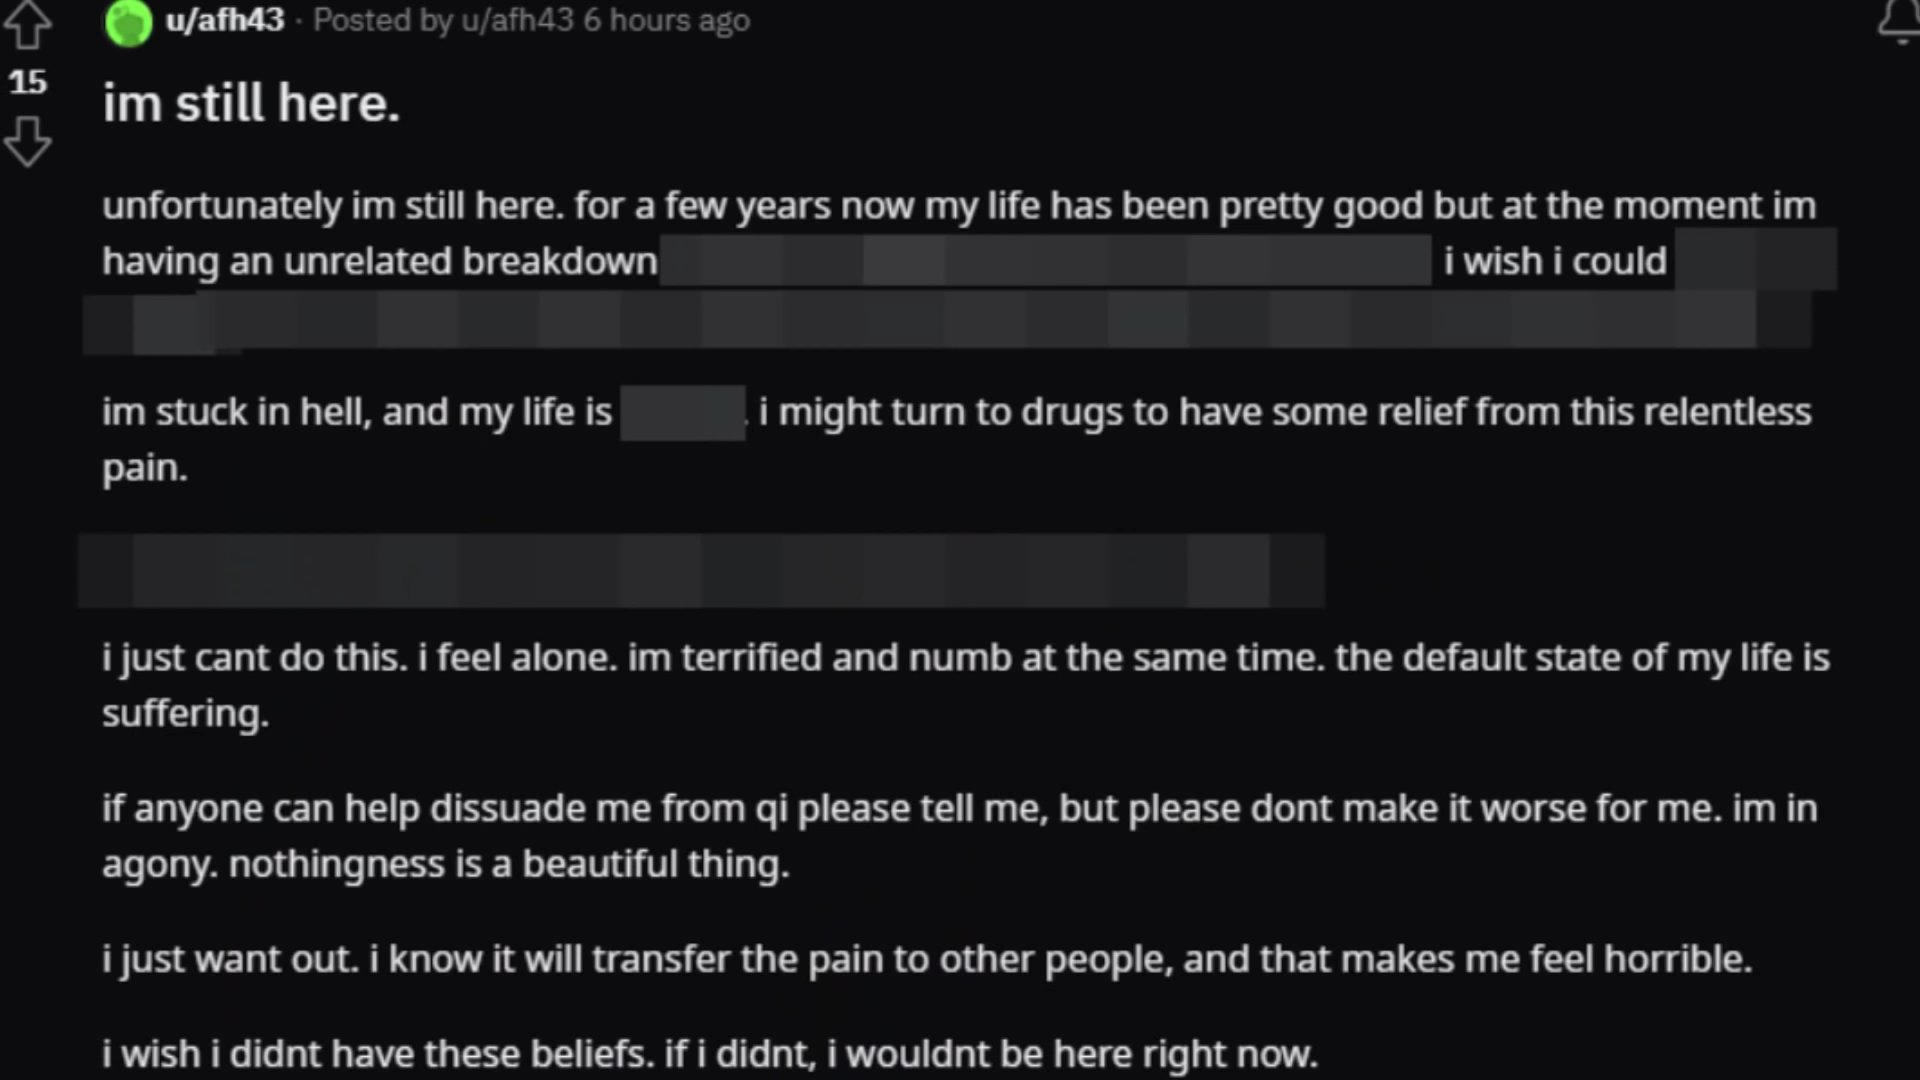 u/afh43 · Posted by u/afh43 6 hours ago
15
im still here.
unfortunately im still here. for a few years now my life has been pretty good but at the moment im
having an unrelated breakdown i wish i could
im stuck in hell, and my life is . i might turn to drugs to have some relief from this relentless
pain.
i just cant do this. i feel alone. im terrified and numb at the same time. the default state of my life is
suffering.
if anyone can help dissuade me from qi please tell me, but please dont make it worse for me. im in
agony. nothingness is a beautiful thing.
i just want out. i know it will transfer the pain to other people, and that makes me feel horrible.
i wish i didnt have these beliefs. if i didnt, i wouldnt be here right now.